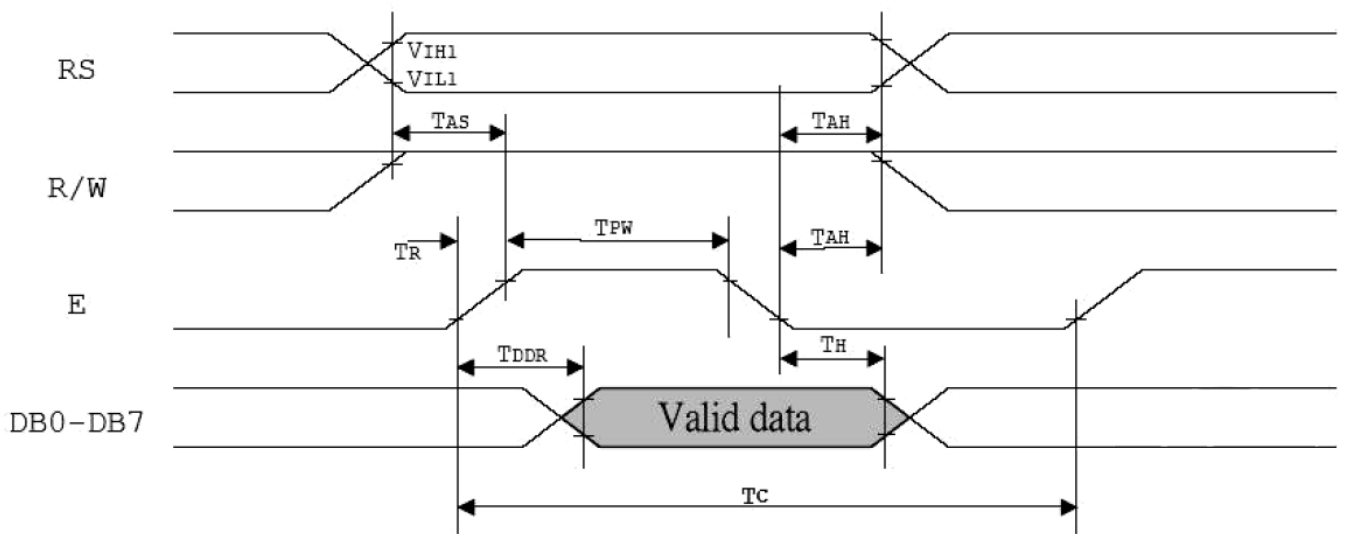 RS
VIH1
VIL1
TAS
TAH
R/W
TPW
TAH
TR
E
TDDR
TH
DB0-DB7
Valid data
TC